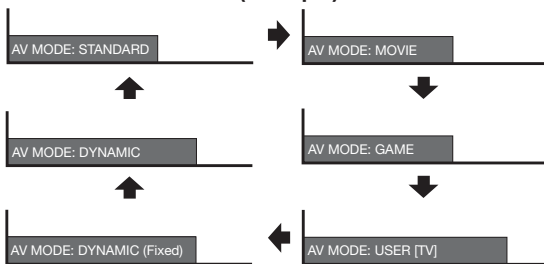 AV MODE: STANDARD
AV MODE: MOVIE
AV MODE: DYNAMIC
AV MODE: GAME
AV MODE: DYNAMIC (Fixed)
AV MODE: USER [TV]